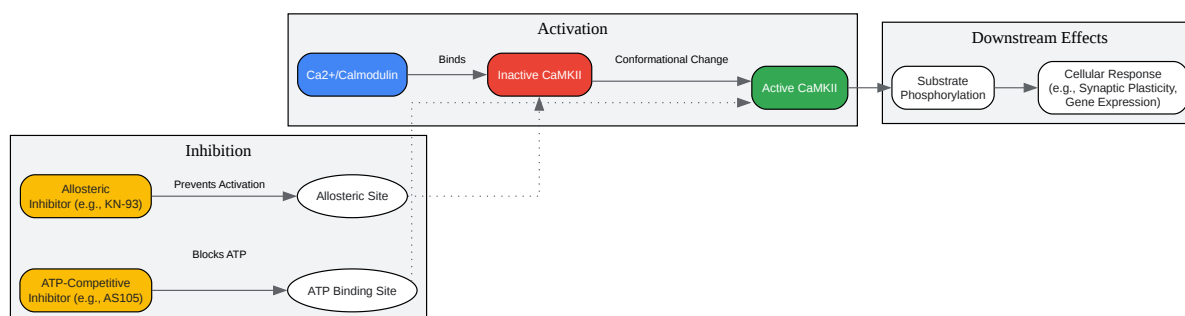 Activation
Ca2+/Calmodulin
Binds
Inactive CaMKII
Conformational Change
Active CaMKII
Downstream Effects
Substrate
Phosphorylation
Cellular Response
(e.g., Synaptic Plasticity,
Gene Expression)
Inhibition
Allosteric
Inhibitor (e.g., KN-93)
Prevents Activation
Allosteric Site
ATP-Competitive
Inhibitor (e.g., AS105)
Blocks ATP
ATP Binding Site